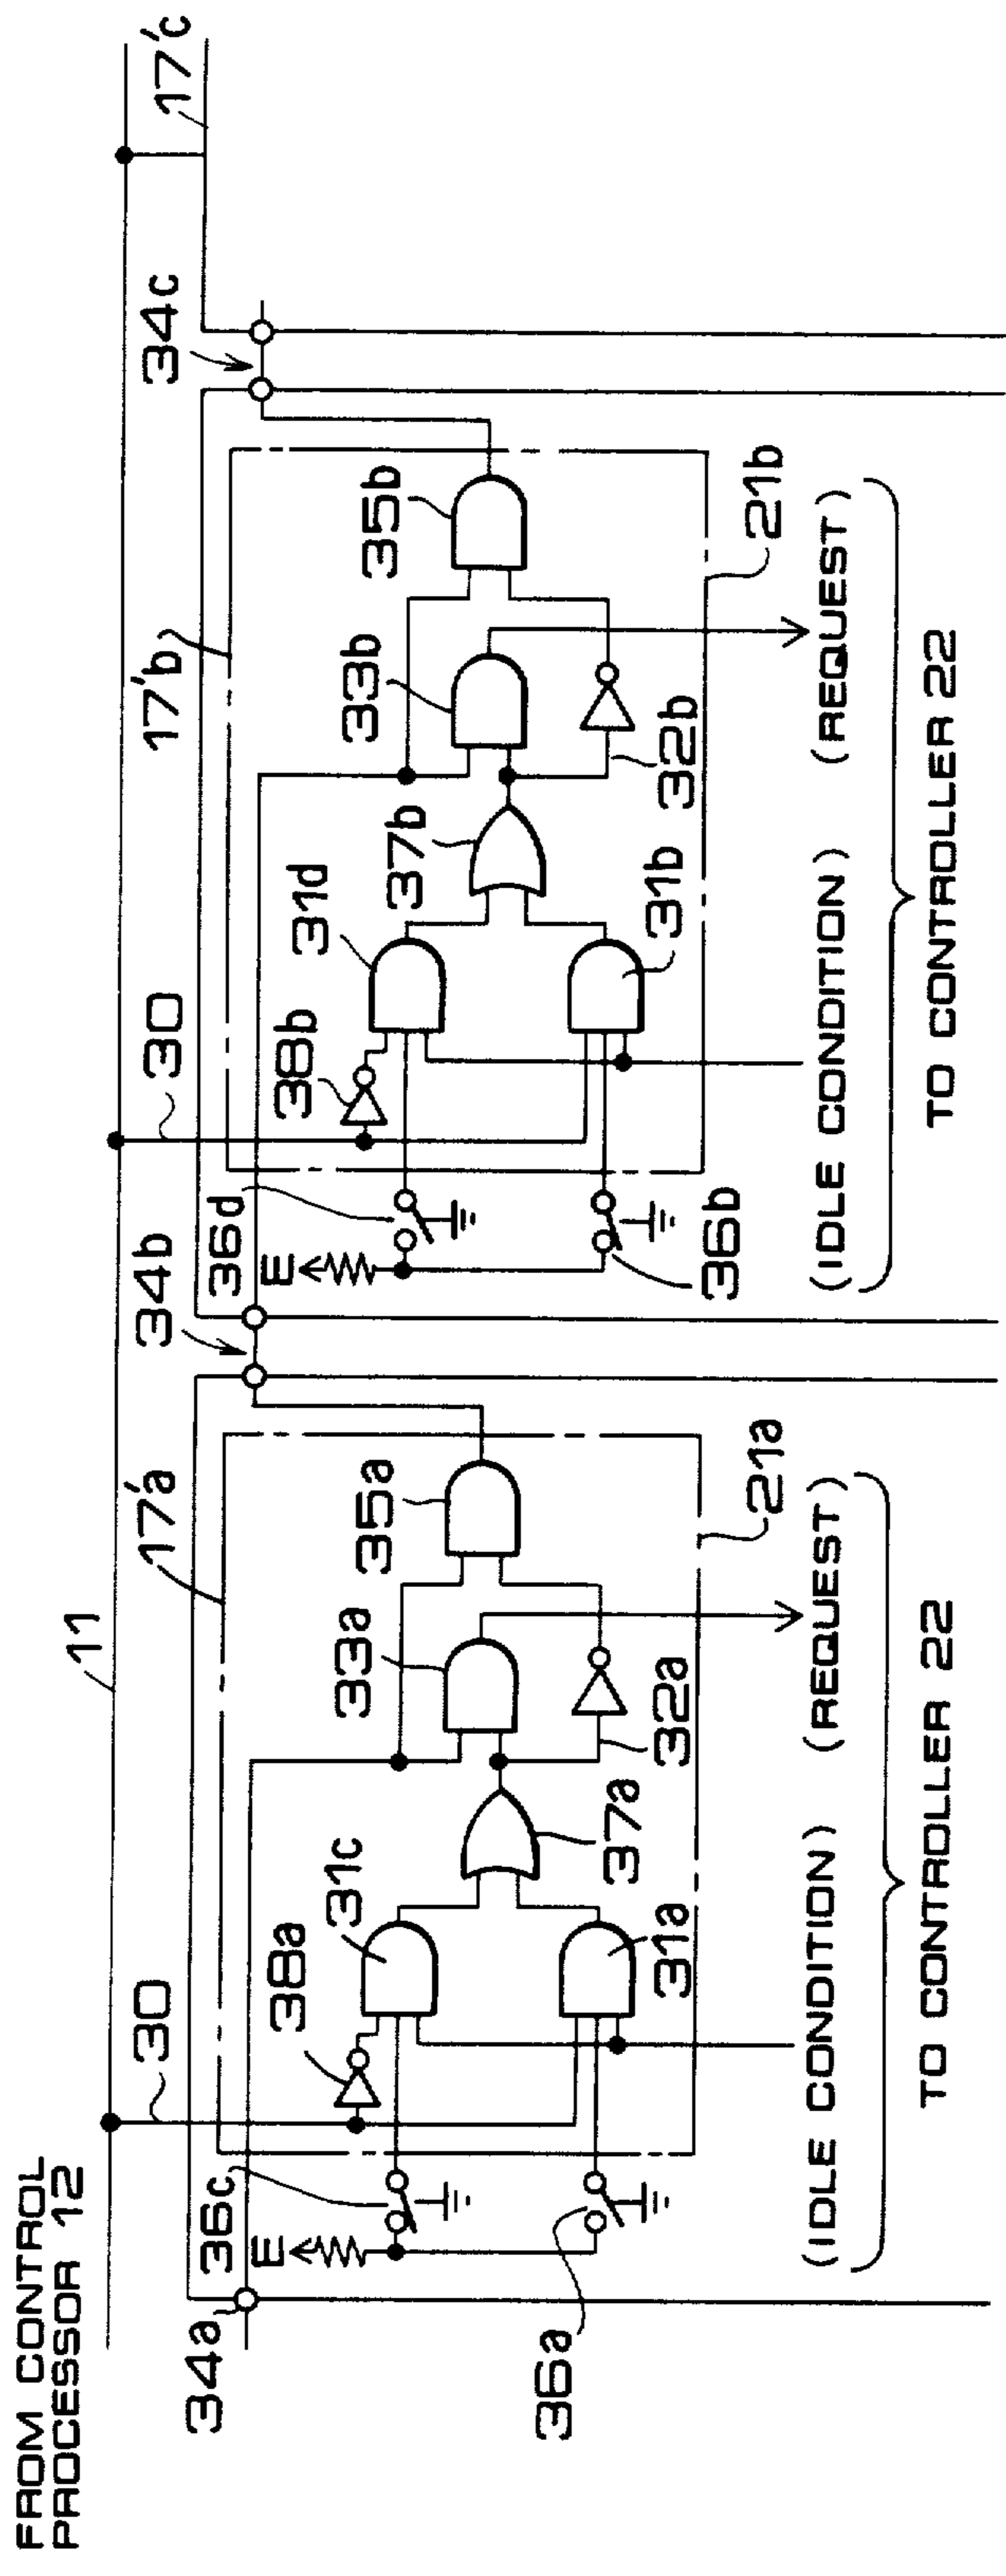 FROM CONTROL
PROCESSOR 12
11
30
30
17'a
17'b
17'c
34a
34b
34c
36c
E
38a
31c
33a
35a
36d
E
38b
31d
37b
33b
35b
36a
31a
37a
32a
21a
36b
31b
32b
21b
(IDLE CONDITION)
(REQUEST)
(IDLE CONDITION)
(REQUEST)
TO CONTROLLER 22
TO CONTROLLER 22